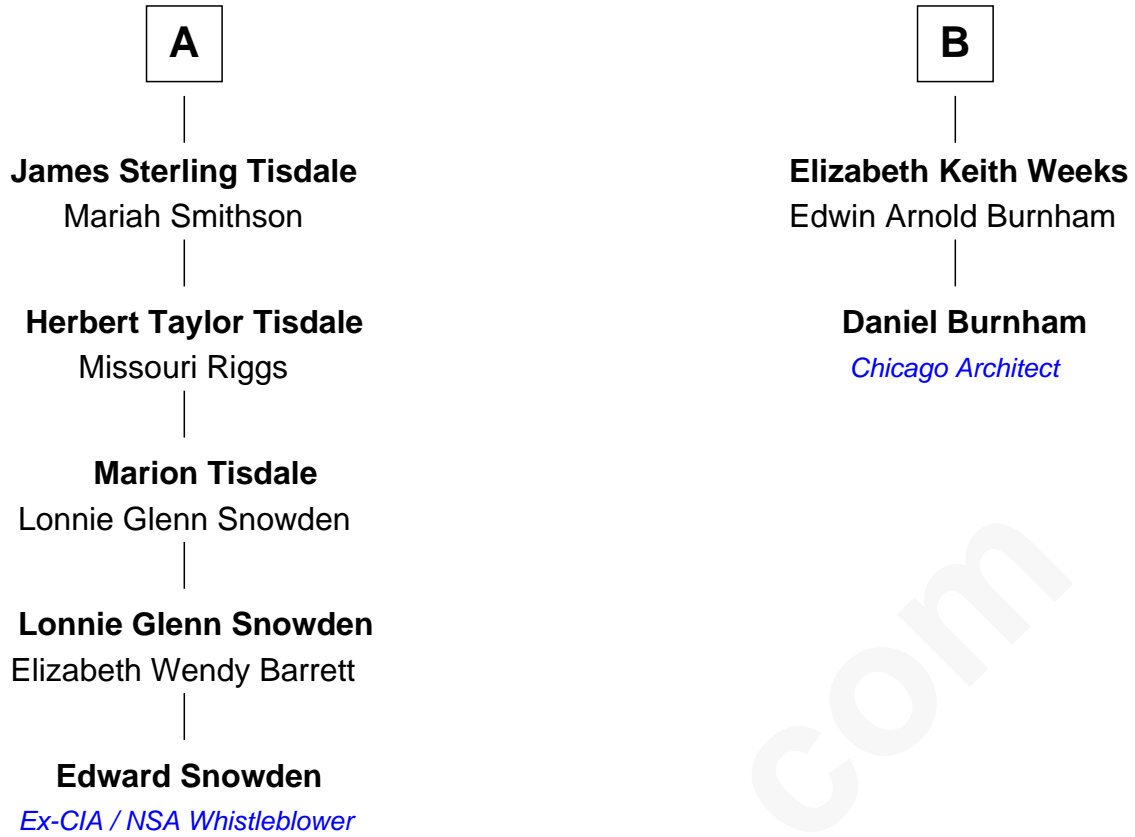 A
James Sterling Tisdale
Mariah Smithson
Herbert Taylor Tisdale
Missouri Riggs
Marion Tisdale
Lonnie Glenn Snowden
Lonnie Glenn Snowden
Elizabeth Wendy Barrett
Edward Snowden
Ex-CIA / NSA Whistleblower
B
Elizabeth Keith Weeks
Edwin Arnold Burnham
Daniel Burnham
Chicago Architect
com